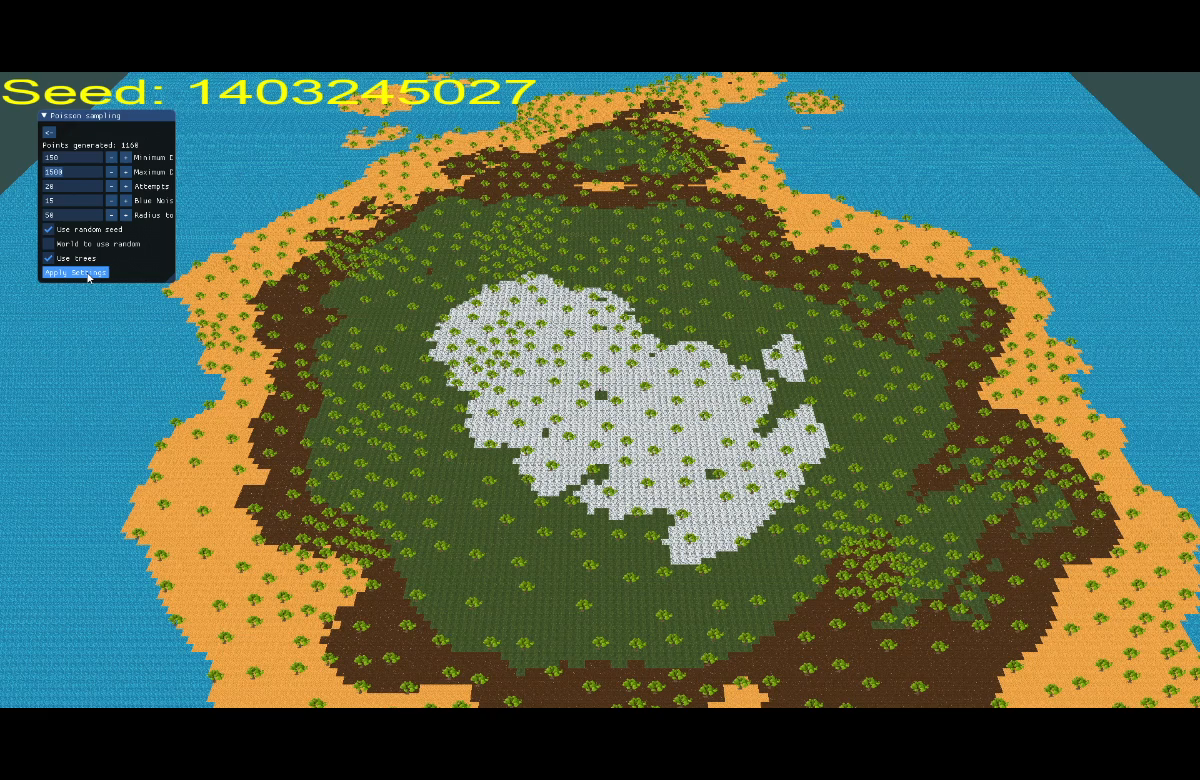 Seed: 1403245027
▼ Poisson sampling
<-
Points generated: 1160
150 - + Minimum D
1500 - + Maximum D
20 - + Attempts
15 - + Blue Nois
50 - + Radius to
Use random seed
World to use random
Use trees
Apply Settings